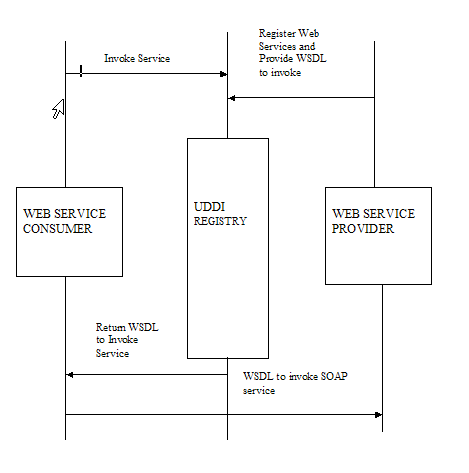 Register Web
Services and
Provide WSDL
to invoke
Invoke Service
WEB SERVICE
CONSUMER
UDDI
REGISTRY
WEB SERVICE
PROVIDER
Return WSDL
to Invoke
Service
WSDL to invoke SOAP
service